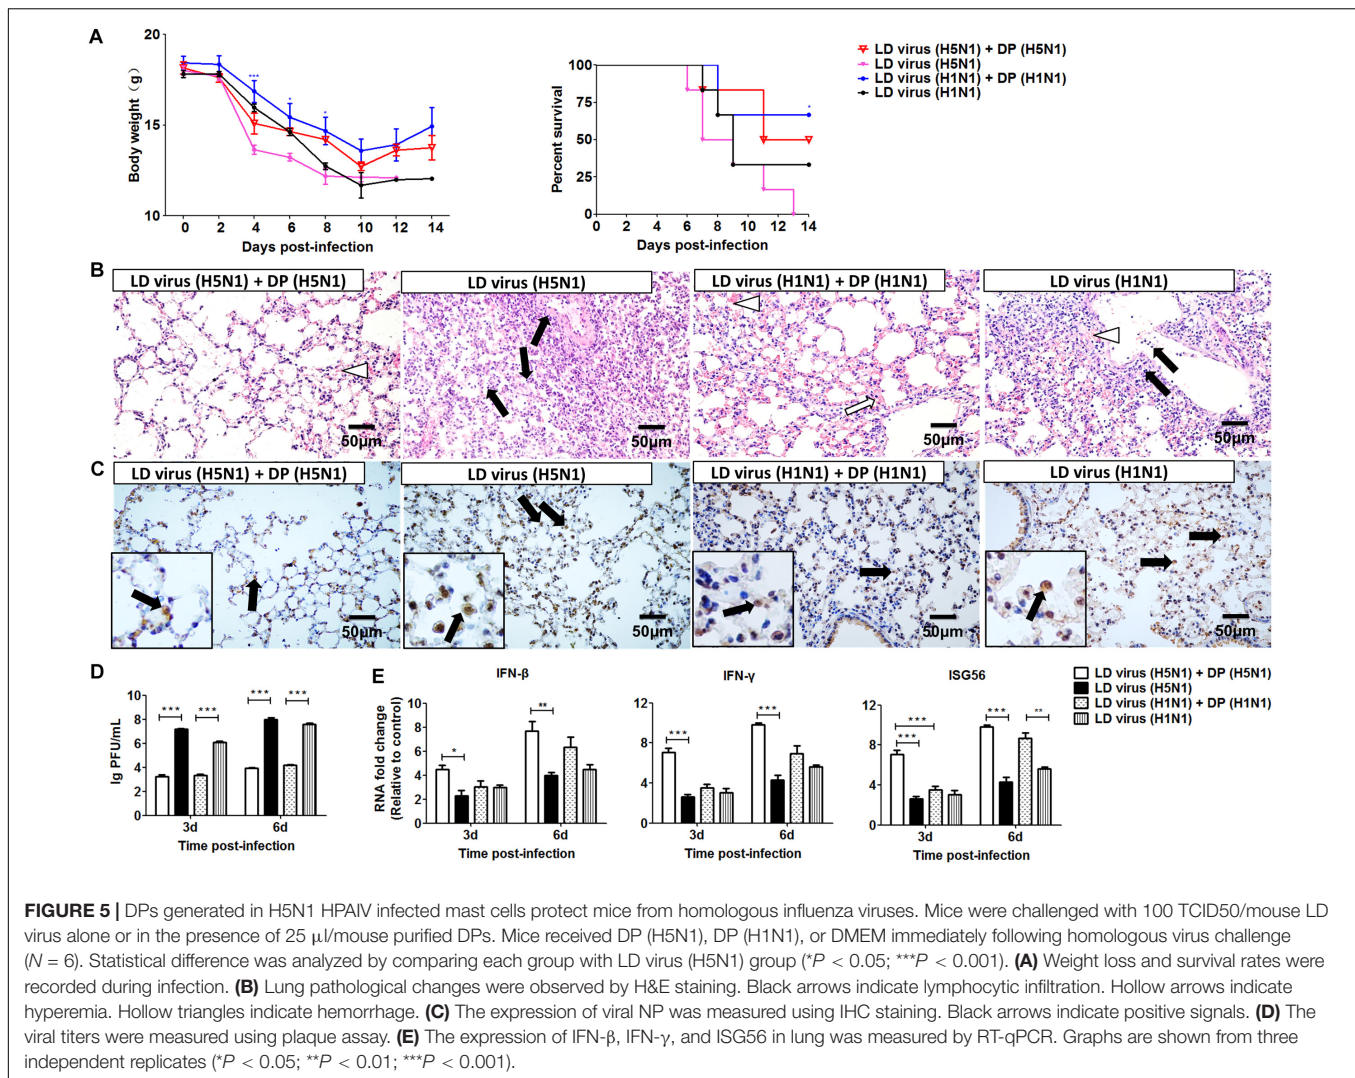 A
20
15
10
Body weight (g)
0 2 4 6 8 10 12 14
Days post-infection
***
*
*
100
75
50
25
0
Percent survival
0 2 4 6 8 10 12 14
Days post-infection
*
LD virus (H5N1) + DP (H5N1)
LD virus (H5N1)
LD virus (H1N1) + DP (H1N1)
LD virus (H1N1)
B
LD virus (H5N1) + DP (H5N1)
50μm
LD virus (H5N1)
50μm
LD virus (H1N1) + DP (H1N1)
50μm
LD virus (H1N1)
50μm
C
LD virus (H5N1) + DP (H5N1)
50μm
LD virus (H5N1)
50μm
LD virus (H1N1) + DP (H1N1)
50μm
LD virus (H1N1)
50μm
D
10
8
6
4
2
0
lg PFU/mL
*** *** *** ***
3d 6d
Time post-infection
E
IFN-β
10
8
6
4
2
0
RNA fold change
(Relative to control)
* **
3d 6d
Time post-infection
IFN-γ
12
8
4
0
*** ***
3d 6d
Time post-infection
ISG56
12
8
4
0
*** *** *** **
3d 6d
Time post-infection
LD virus (H5N1) + DP (H5N1)
LD virus (H5N1)
LD virus (H1N1) + DP (H1N1)
LD virus (H1N1)
FIGURE 5 | DPs generated in H5N1 HPAIV infected mast cells protect mice from homologous influenza viruses. Mice were challenged with 100 TCID50/mouse LD
virus alone or in the presence of 25 μl/mouse purified DPs. Mice received DP (H5N1), DP (H1N1), or DMEM immediately following homologous virus challenge
(N = 6). Statistical difference was analyzed by comparing each group with LD virus (H5N1) group (*P < 0.05; ***P < 0.001). (A) Weight loss and survival rates were
recorded during infection. (B) Lung pathological changes were observed by H&E staining. Black arrows indicate lymphocytic infiltration. Hollow arrows indicate
hyperemia. Hollow triangles indicate hemorrhage. (C) The expression of viral NP was measured using IHC staining. Black arrows indicate positive signals. (D) The
viral titers were measured using plaque assay. (E) The expression of IFN-β, IFN-γ, and ISG56 in lung was measured by RT-qPCR. Graphs are shown from three
independent replicates (*P < 0.05; **P < 0.01; ***P < 0.001).